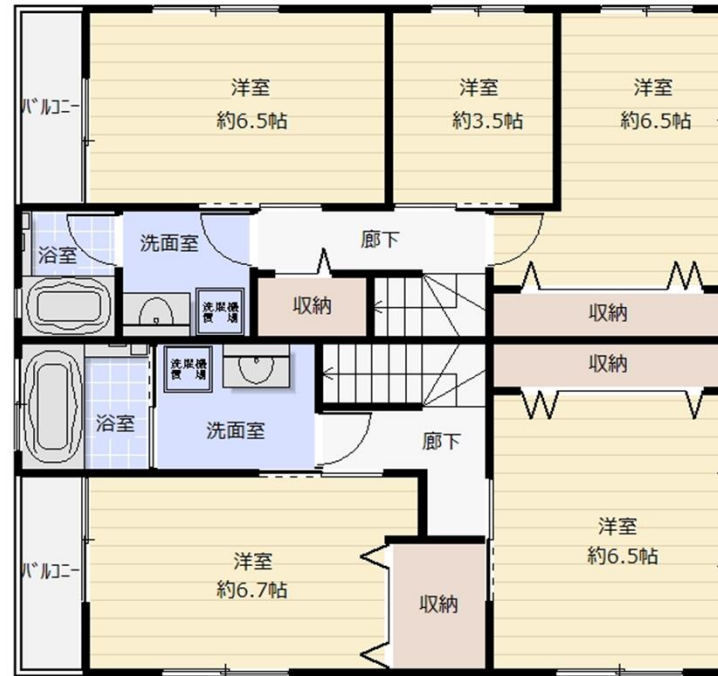 バルコニー
洋室
約6.5帖
洋室
約3.5帖
洋室
約6.5帖
浴室
洗面室
廊下
洗濯機
置場
収納
収納
収納
洗濯機
置場
浴室
洗面室
廊下
バルコニー
洋室
約6.7帖
収納
洋室
約6.5帖